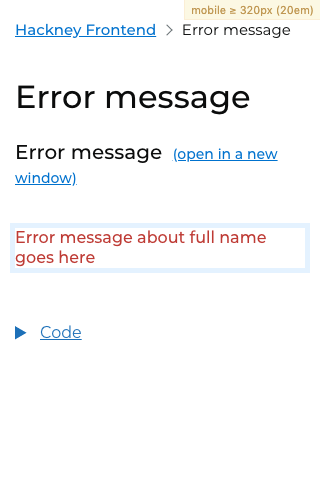 mobile ≥ 320px (20em)
Hackney Frontend > Error message
Error message
Error message (open in a new
window)
Error message about full name
goes here
Code